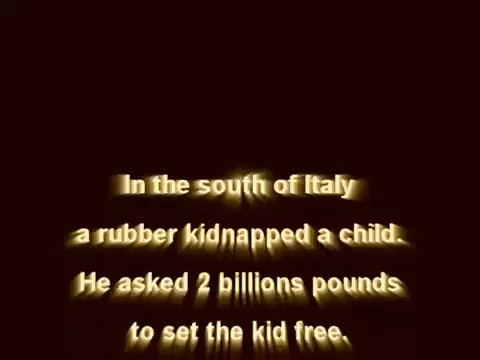 In the south of Italy
a rubber kidnapped a child.
He asked 2 billions pounds
to set the kid free.